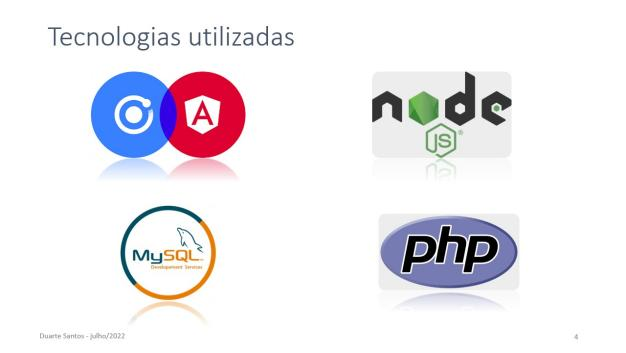 Tecnologias utilizadas
A
node
JS
MySQL
Development Services
php
Duarte Santos - julho/2022
4